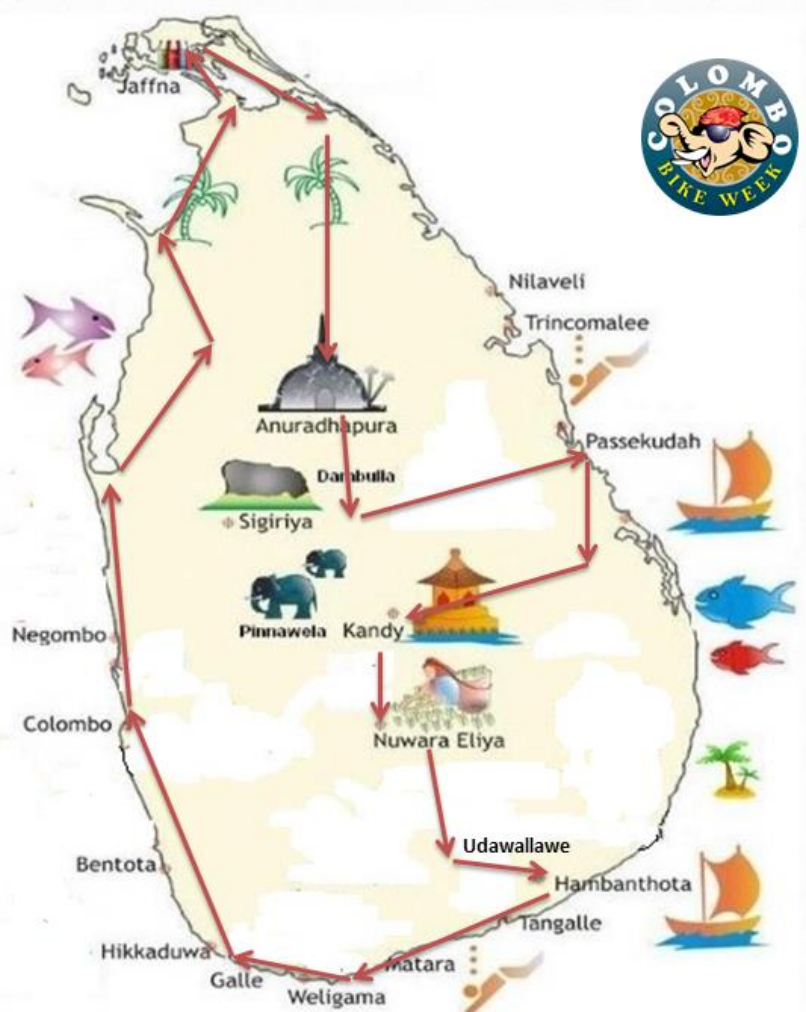 Jaffna
COLOMBO
BIKE WEEK
Nilaveli
Trincomalee
Anuradhapura
Passekudah
Dambulla
Sigiriya
Pinnawela
Kandy
Negombo
Colombo
Nuwara Eliya
Udawallawe
Bentota
Hambanthota
Tangalle
Hikkaduwa
Matara
Galle
Weligama